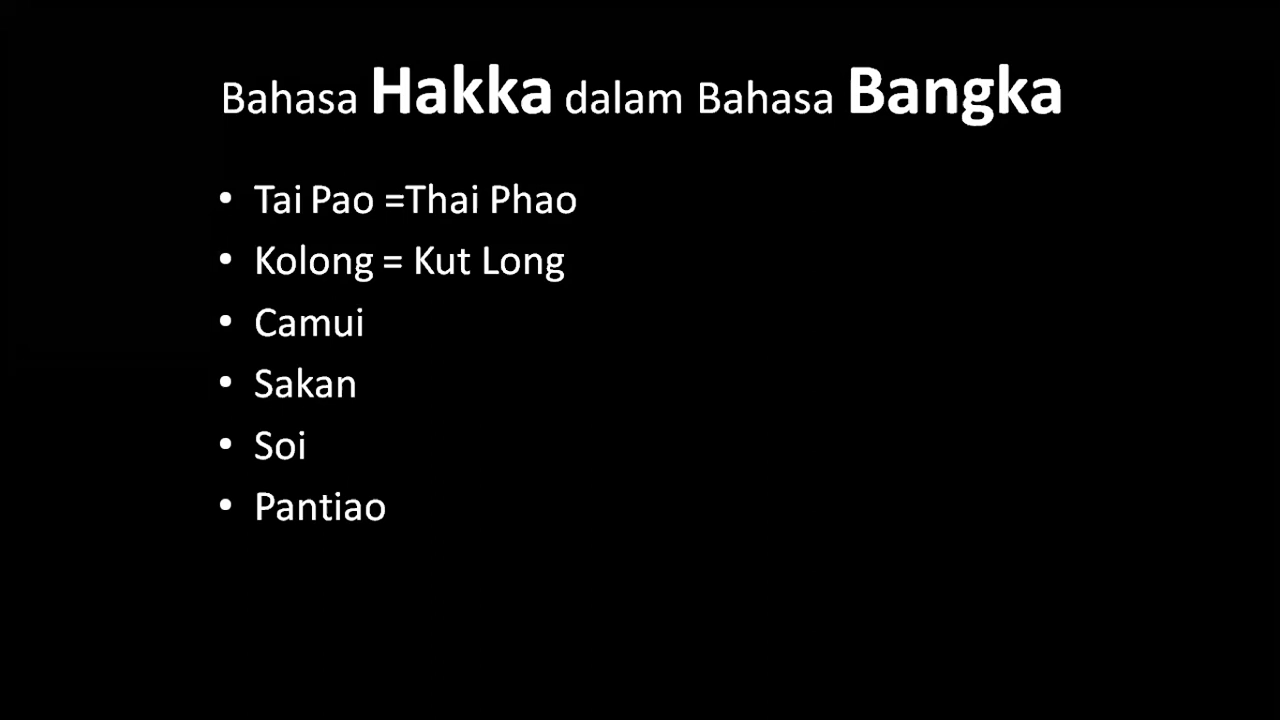 Bahasa Hakka dalam Bahasa Bangka
• Tai Pao =Thai Phao
• Kolong = Kut Long
• Camui
• Sakan
• Soi
• Pantiao